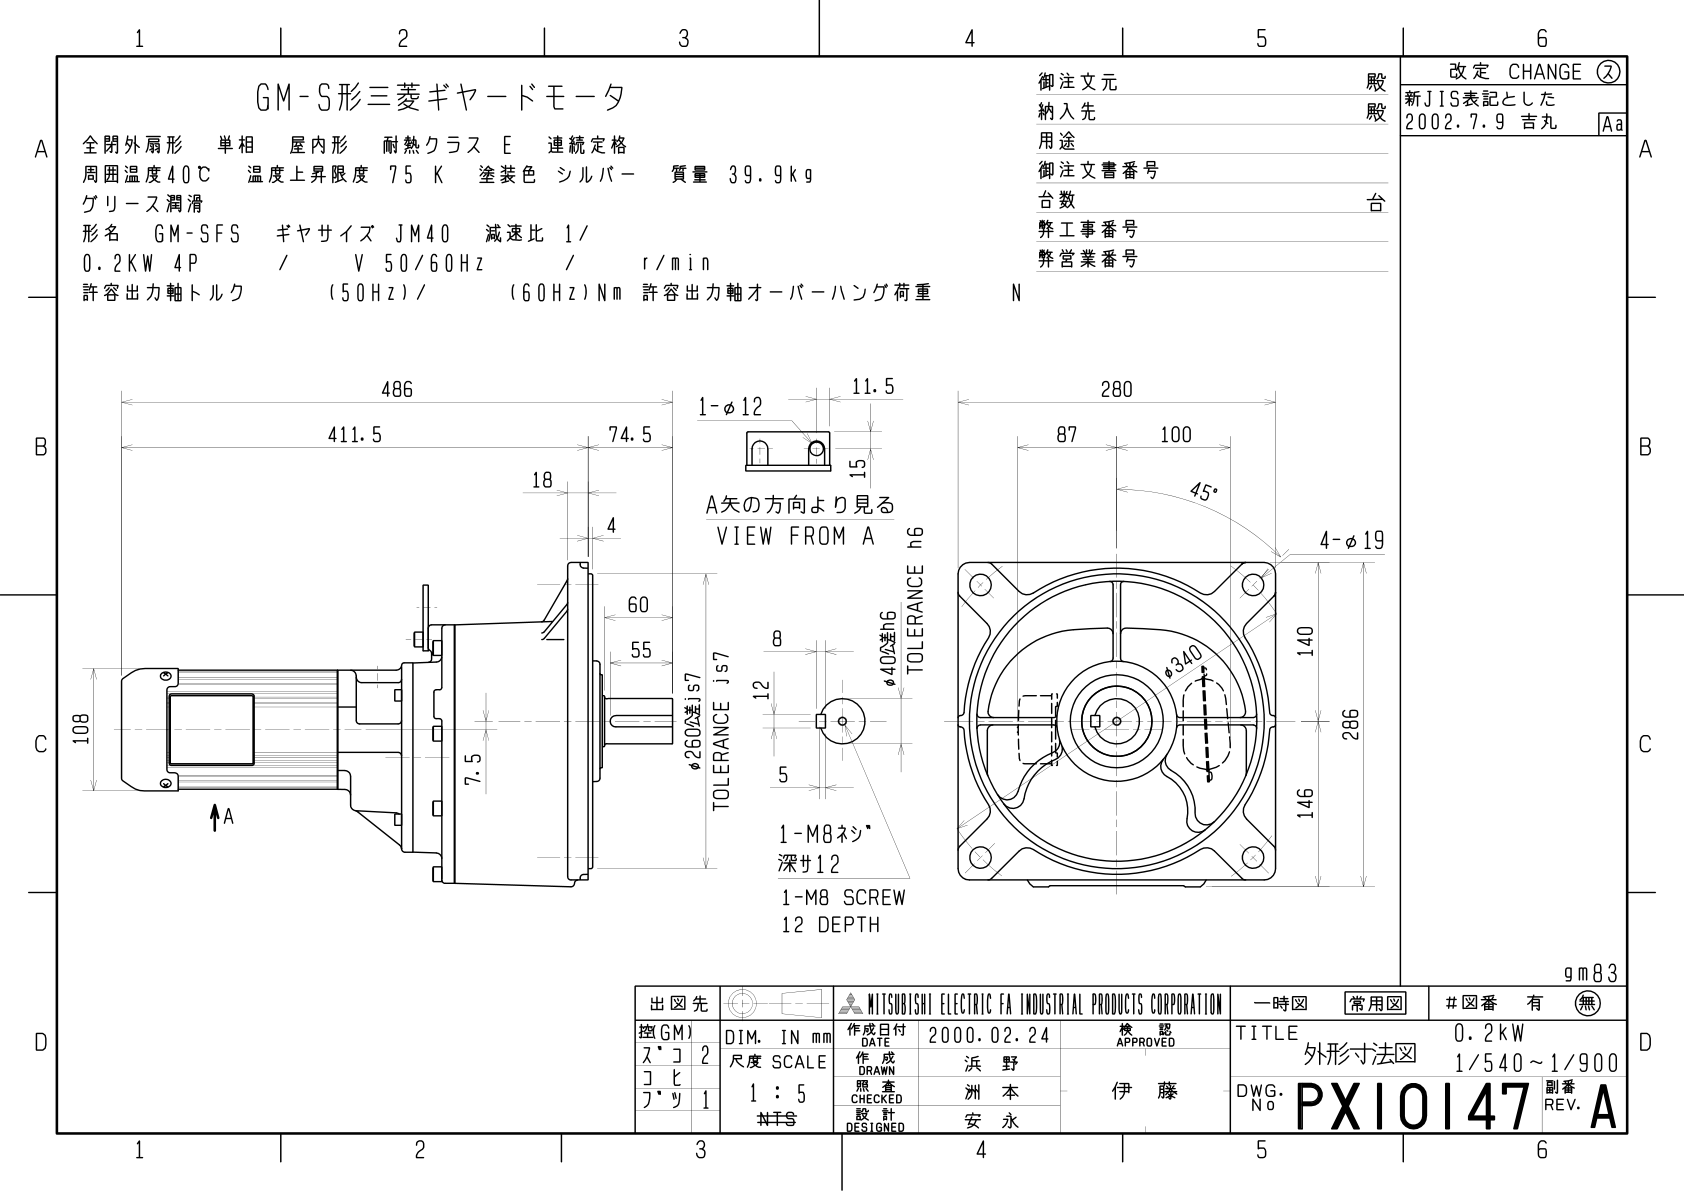 1 2 3 4 5 6
GM-S形三菱ギヤードモータ
全閉外扇形 単相 屋内形 耐熱クラス E 連続定格
周囲温度40℃ 温度上昇限度 75 K 塗装色 シルバー 質量 39.9kg
グリース潤滑
形名 GM-SFS ギヤサイズ JM40 減速比 1/
0.2KW 4P / V 50/60Hz / r/min
許容出力軸トルク (50Hz)/ (60Hz)Nm 許容出力軸オーバーハング荷重 N
御注文元 殿
納入先 殿
用途
御注文書番号
台数 台
弊工事番号
弊営業番号
改定 CHANGE ス
新JIS表記とした
2002.7.9 吉丸 Aa
A A
B B
C C
D D
486
411.5 74.5
18
4
60
55
108
7.5
A
φ260公差js7
TOLERANCE js7
1-φ12
11.5
15
A矢の方向より見る
VIEW FROM A
8
12
5
φ40公差h6
TOLERANCE h6
1-M8ネジ
深サ12
1-M8 SCREW
12 DEPTH
280
87 100
45°
4-φ19
φ340
140
286
146
gm83
出図先
控(GM)
ズコ 2
コヒ
ブツ 1
DIM. IN mm
尺度 SCALE
1 : 5
NTS
MITSUBISHI ELECTRIC FA INDUSTRIAL PRODUCTS CORPORATION
作成日付 DATE 2000.02.24
検認 APPROVED
作成 DRAWN 浜野
照査 CHECKED 洲本
伊藤
設計 DESIGNED 安永
一時図 常用図 #図番 有 無
TITLE 外形寸法図
0.2kW
1/540~1/900
DWG. No PX10147
副番 REV. A
1 2 3 4 5 6